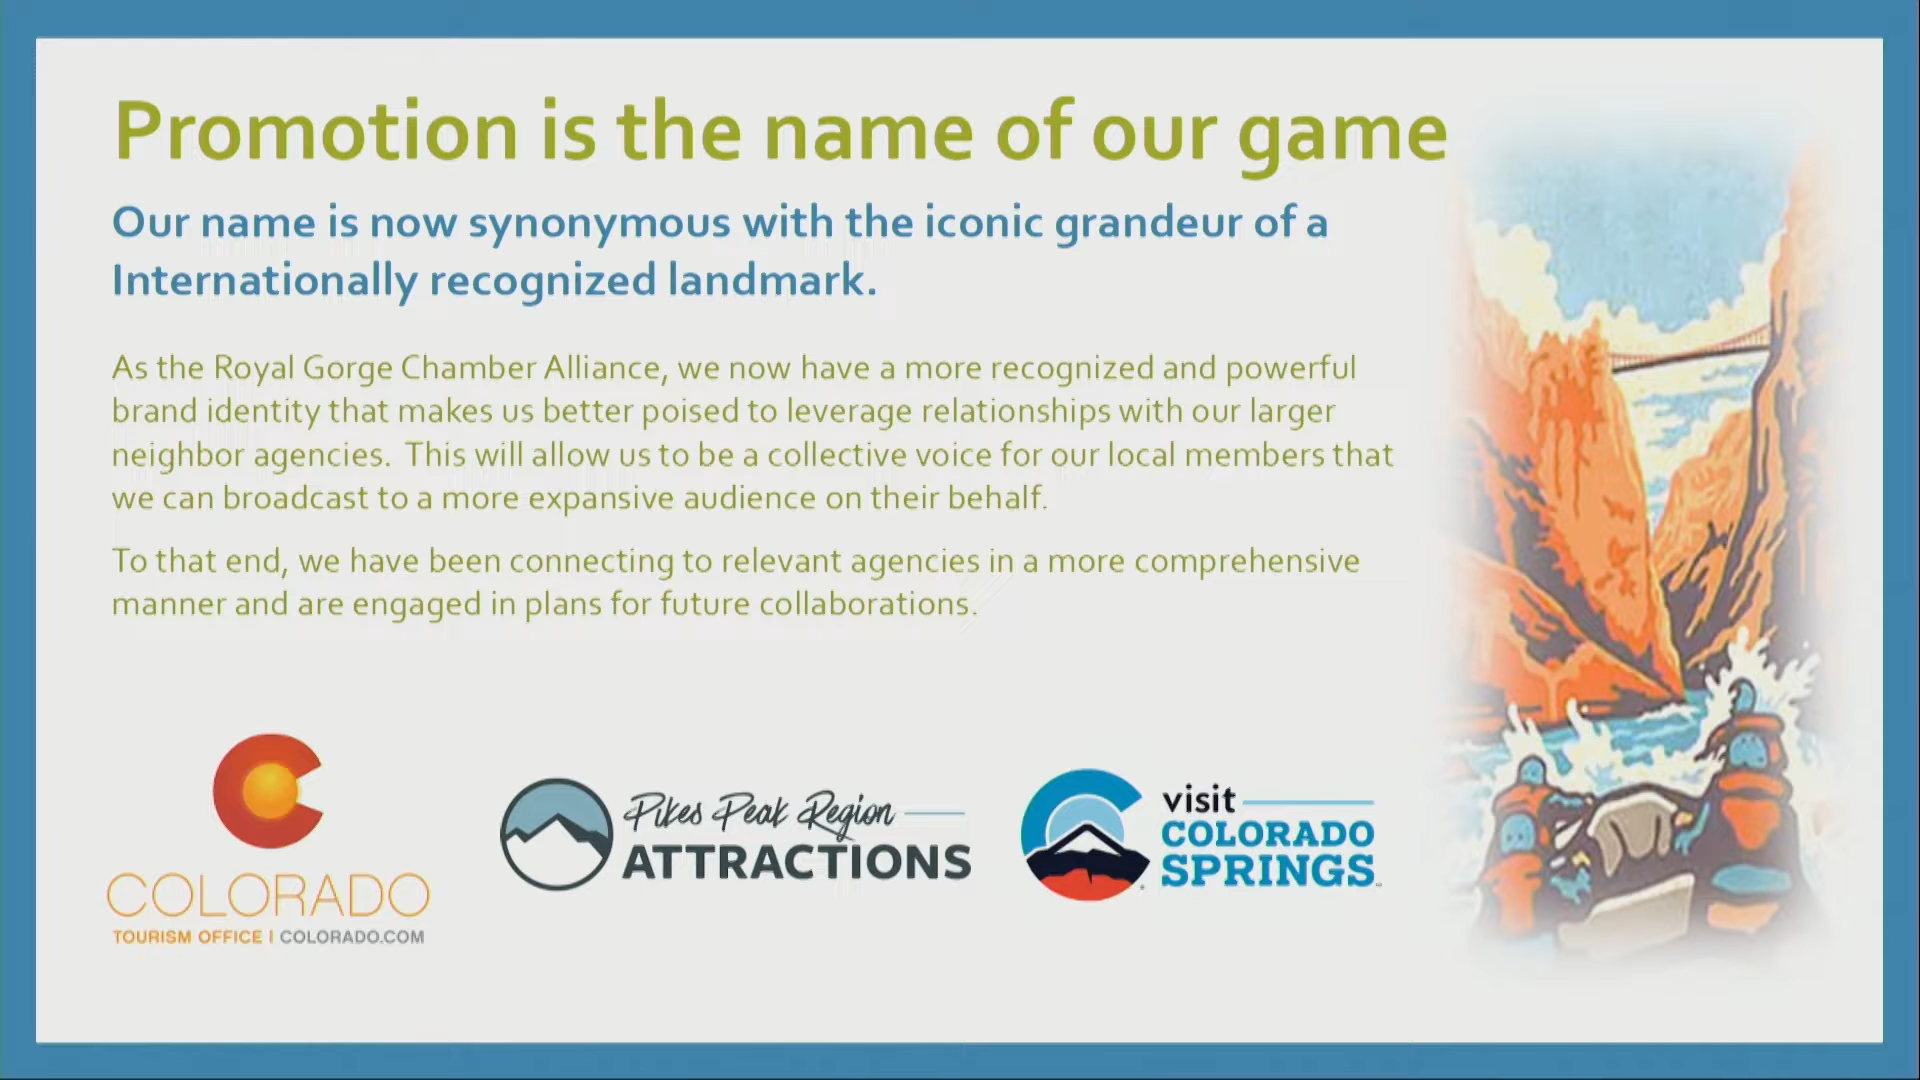 Promotion is the name of our game
Our name is now synonymous with the iconic grandeur of a
Internationally recognized landmark.
As the Royal Gorge Chamber Alliance, we now have a more recognized and powerful
brand identity that makes us better poised to leverage relationships with our larger
neighbor agencies. This will allow us to be a collective voice for our local members that
we can broadcast to a more expansive audience on their behalf.
To that end, we have been connecting to relevant agencies in a more comprehensive
manner and are engaged in plans for future collaborations.
COLORADO
TOURISM OFFICE | COLORADO.COM
Pikes Peak Region
ATTRACTIONS
visit
COLORADO
SPRINGS